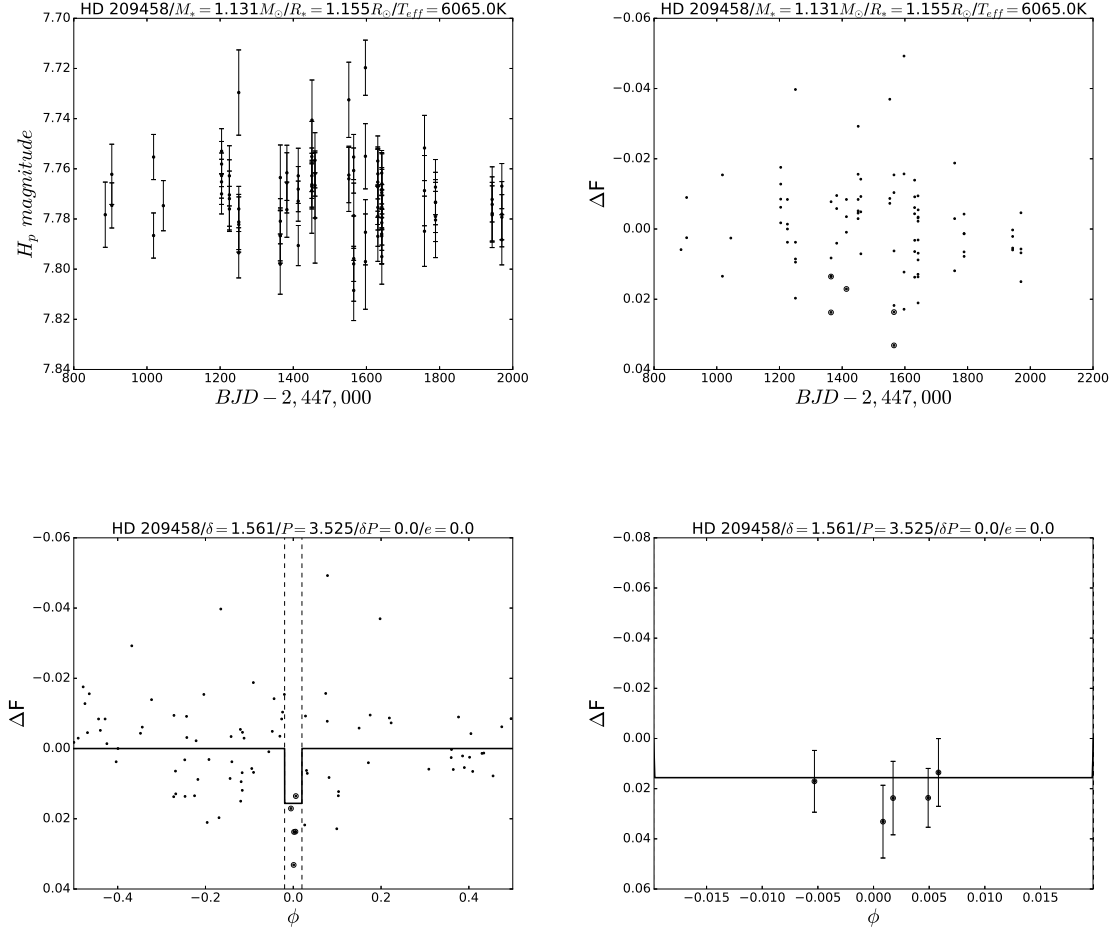 HD 209458/M∗ = 1.131M⊙/R∗ = 1.155R⊙/Teff = 6065.0K
7.70
7.72
7.74
7.76
7.78
7.80
7.82
7.84
Hp magnitude
800 1000 1200 1400 1600 1800 2000
BJD − 2, 447, 000
HD 209458/M∗ = 1.131M⊙/R∗ = 1.155R⊙/Teff = 6065.0K
−0.06
−0.04
−0.02
0.00
0.02
0.04
ΔF
800 1000 1200 1400 1600 1800 2000 2200
BJD − 2, 447, 000
HD 209458/δ = 1.561/P = 3.525/δP = 0.0/e = 0.0
−0.06
−0.04
−0.02
0.00
0.02
0.04
ΔF
−0.4 −0.2 0.0 0.2 0.4
ϕ
HD 209458/δ = 1.561/P = 3.525/δP = 0.0/e = 0.0
−0.08
−0.06
−0.04
−0.02
0.00
0.02
0.04
0.06
ΔF
−0.015 −0.010 −0.005 0.000 0.005 0.010 0.015
ϕ